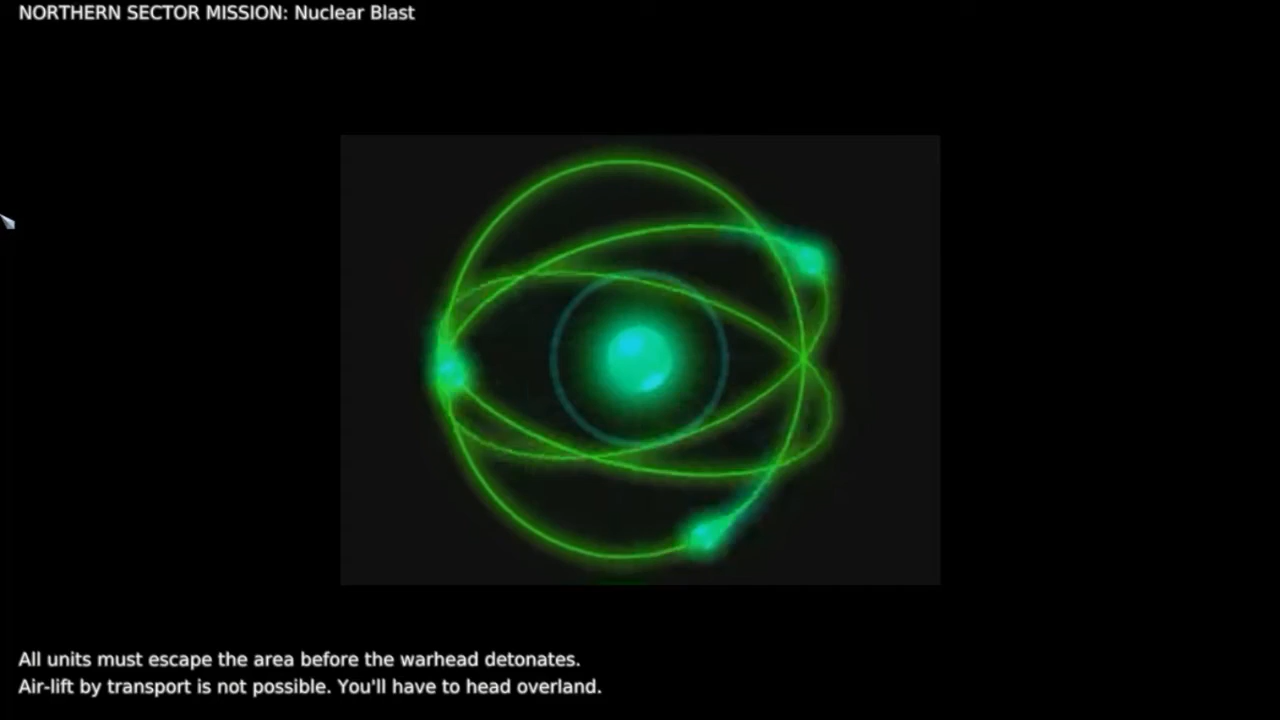 NORTHERN SECTOR MISSION: Nuclear Blast
All units must escape the area before the warhead detonates.
Air-lift by transport is not possible. You'll have to head overland.